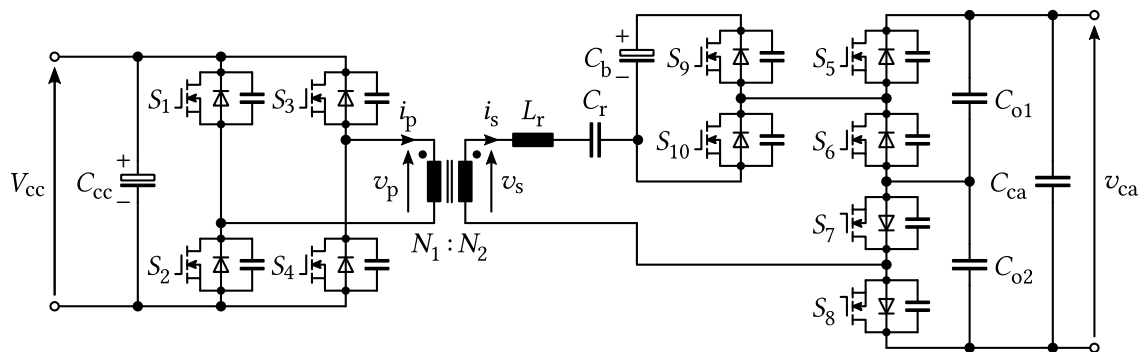 +
C_b
−
S_9
S_5
S_1
S_3
C_r
C_o1
i_p
i_s
L_r
S_10
S_6
V_cc
C_cc
+
−
v_p
v_s
C_ca
v_ca
N_1 : N_2
S_7
S_2
S_4
C_o2
S_8